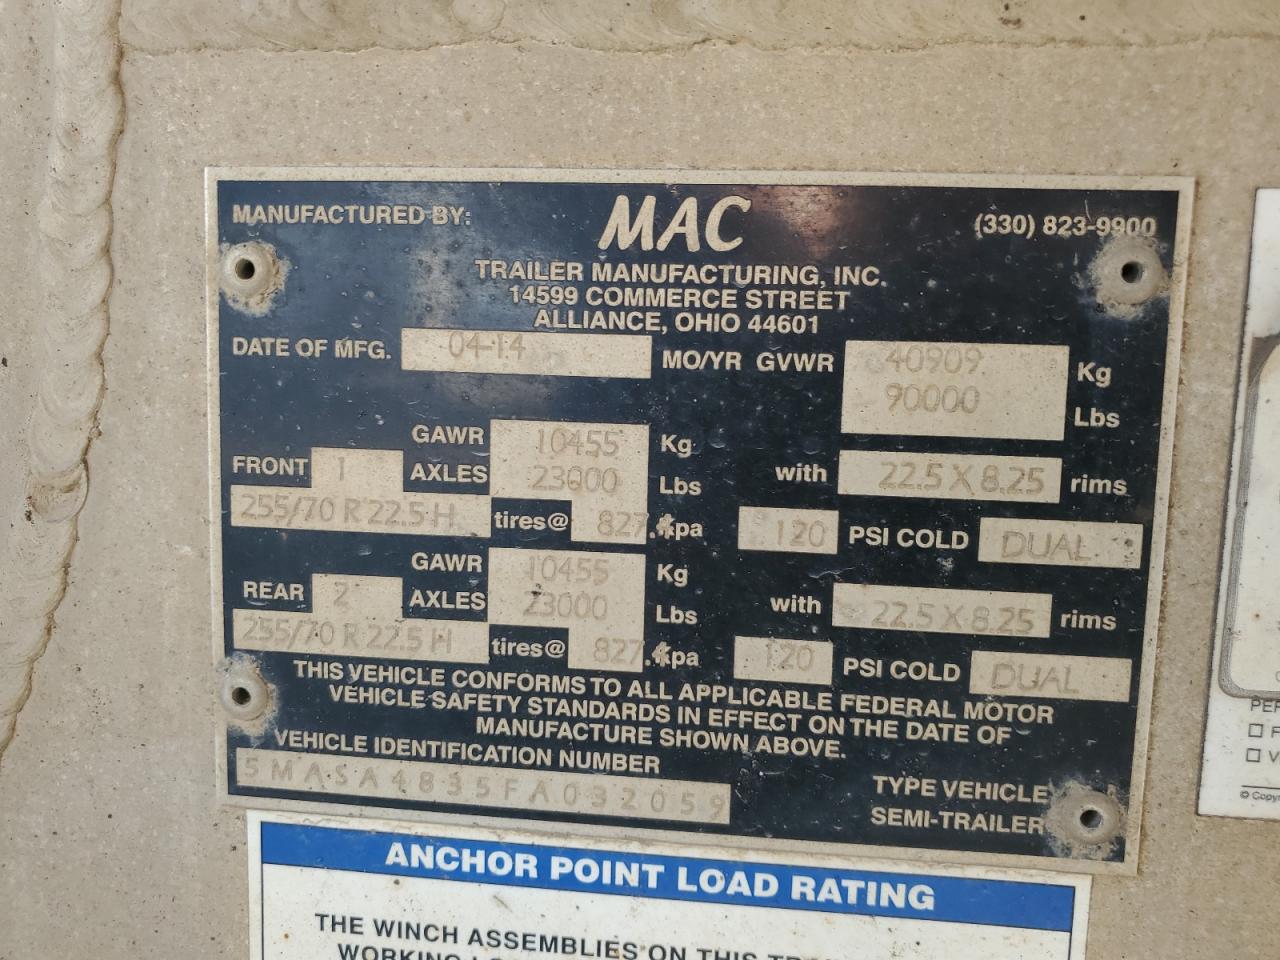 MANUFACTURED BY: MAC (330) 823-9900
TRAILER MANUFACTURING, INC.
14599 COMMERCE STREET
ALLIANCE, OHIO 44601
DATE OF MFG. 04-14 MO/YR GVWR 40909 Kg
90000 Lbs
GAWR 10455 Kg
FRONT 1 AXLES 23000 Lbs with 22.5 X 8.25 rims
255/70 R 22.5 H tires@ 827.4 kpa 120 PSI COLD DUAL
GAWR 10455 Kg
REAR 2 AXLES 23000 Lbs with 22.5 X 8.25 rims
255/70 R 22.5 H tires@ 827.4 kpa 120 PSI COLD DUAL
THIS VEHICLE CONFORMS TO ALL APPLICABLE FEDERAL MOTOR
VEHICLE SAFETY STANDARDS IN EFFECT ON THE DATE OF
MANUFACTURE SHOWN ABOVE.
VEHICLE IDENTIFICATION NUMBER
5MASA4835FA032059
TYPE VEHICLE
SEMI-TRAILER
ANCHOR POINT LOAD RATING
THE WINCH ASSEMBLIES ON THIS
WORKING